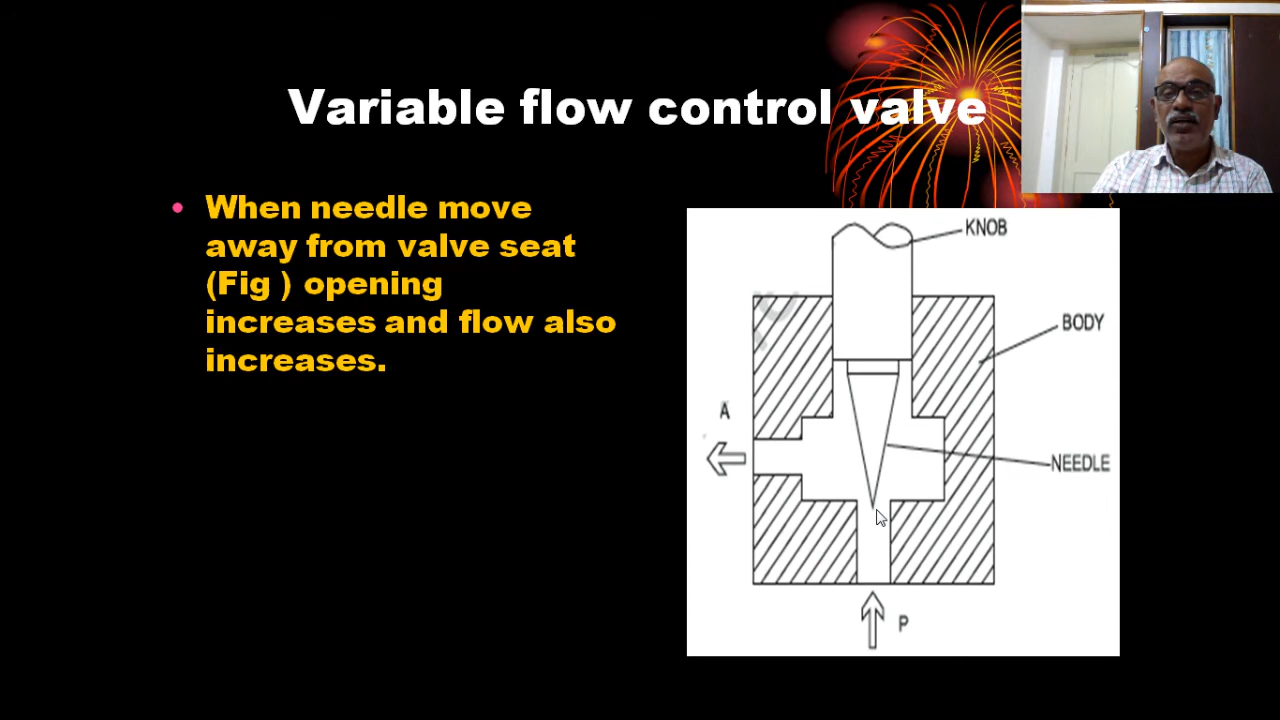 Variable flow control valve
• When needle move
away from valve seat
(Fig ) opening
increases and flow also
increases.
KNOB
BODY
A
NEEDLE
P